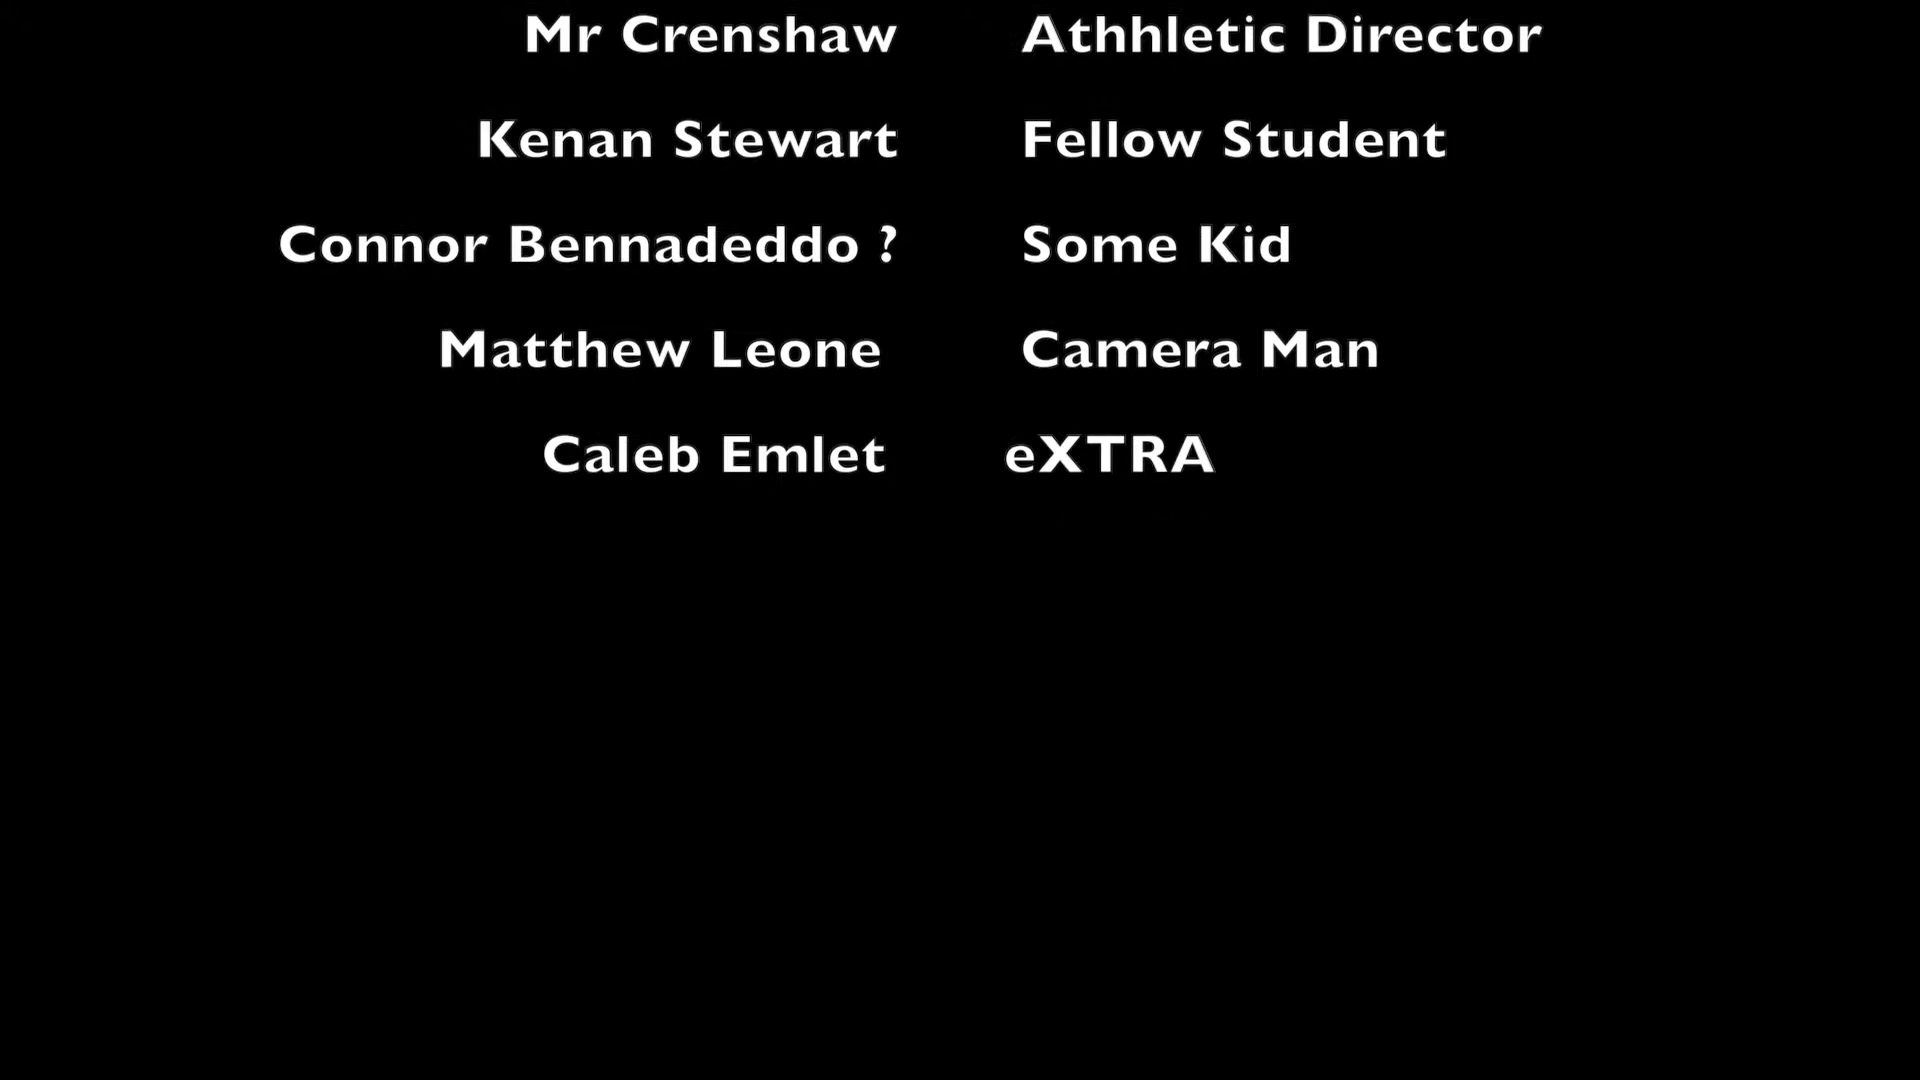 Mr Crenshaw Athhletic Director
Kenan Stewart Fellow Student
Connor Bennadeddo ? Some Kid
Matthew Leone Camera Man
Caleb Emlet eXTRA